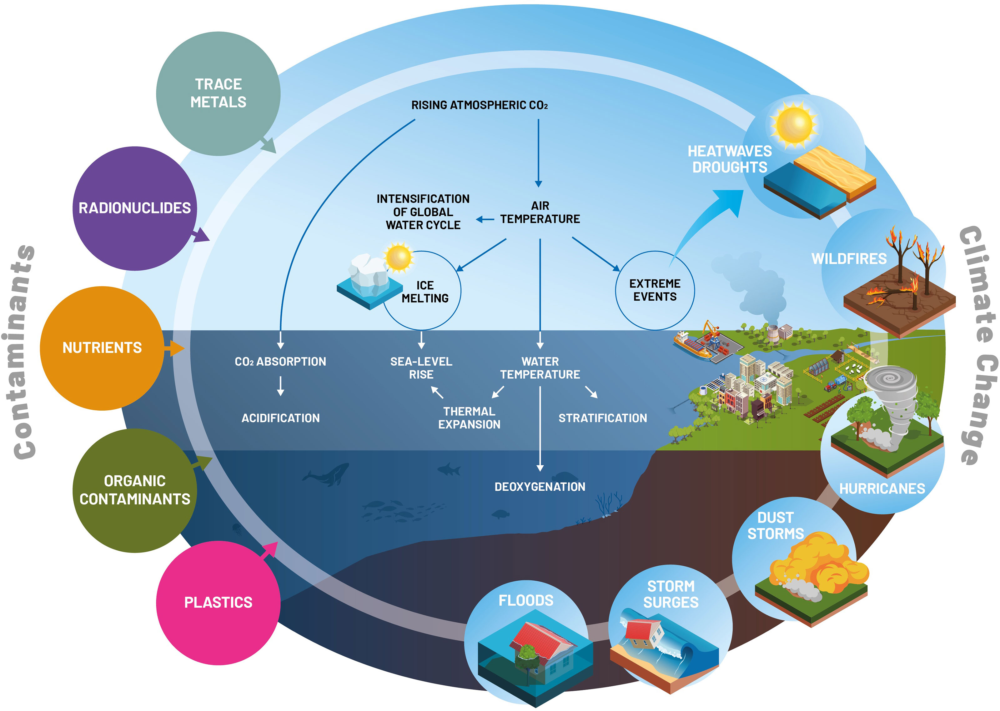 Contaminants
TRACE
METALS
RADIONUCLIDES
NUTRIENTS
ORGANIC
CONTAMINANTS
PLASTICS
RISING ATMOSPHERIC CO₂
INTENSIFICATION
OF GLOBAL
WATER CYCLE
AIR
TEMPERATURE
ICE
MELTING
EXTREME
EVENTS
CO₂ ABSORPTION
SEA-LEVEL
RISE
WATER
TEMPERATURE
ACIDIFICATION
THERMAL
EXPANSION
STRATIFICATION
DEOXYGENATION
HEATWAVES
DROUGHTS
WILDFIRES
HURRICANES
DUST
STORMS
STORM
SURGES
FLOODS
Climate Change
H